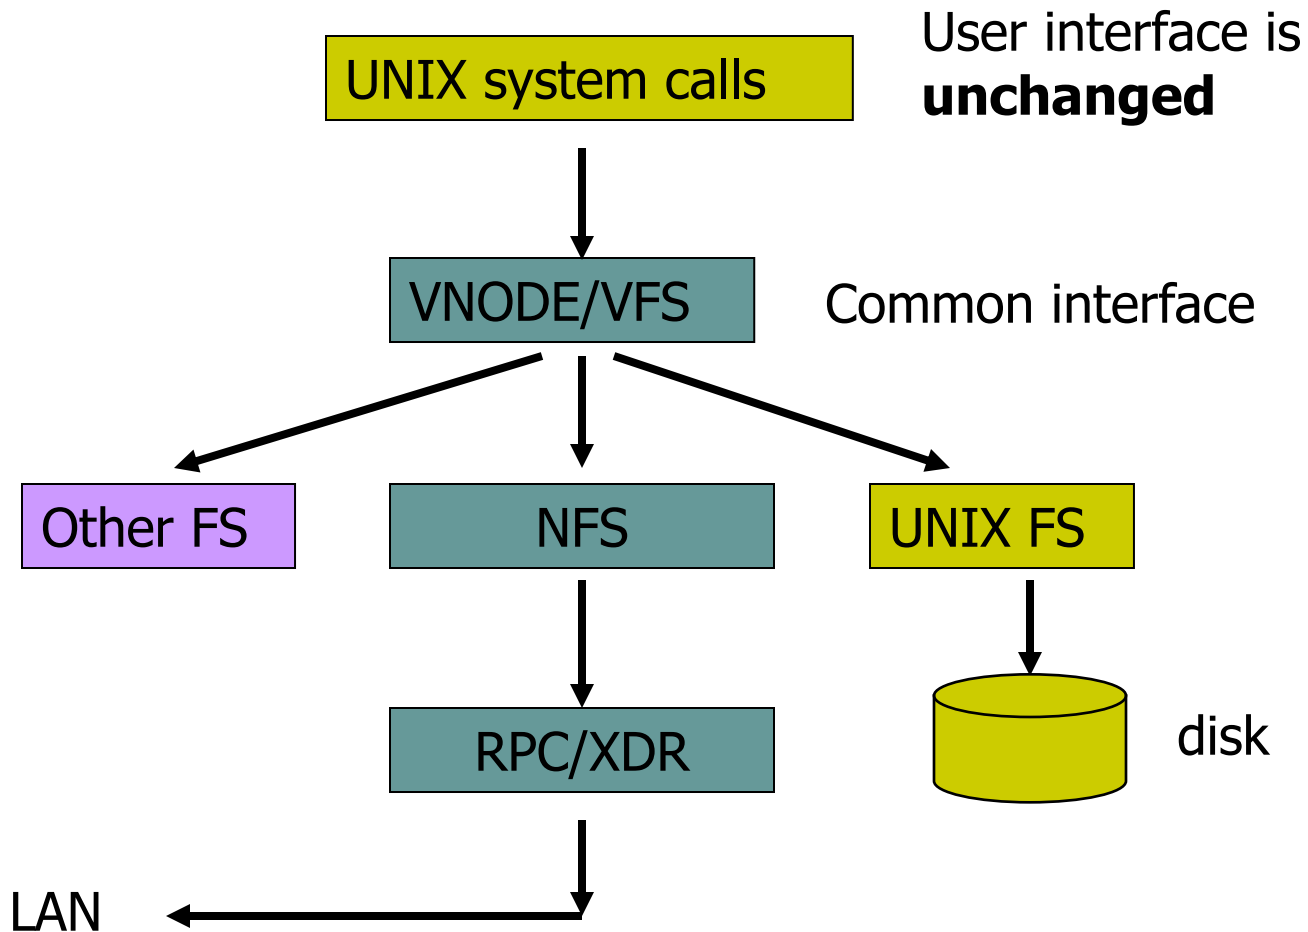 User interface is
unchanged
UNIX system calls
VNODE/VFS
Common interface
Other FS
NFS
UNIX FS
RPC/XDR
disk
LAN